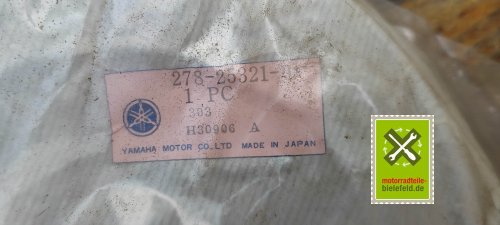 278-25321-
1 PC
303
H30906 A
YAMAHA MOTOR CO., LTD MADE IN JAPAN
motorradteile-
bielefeld.de